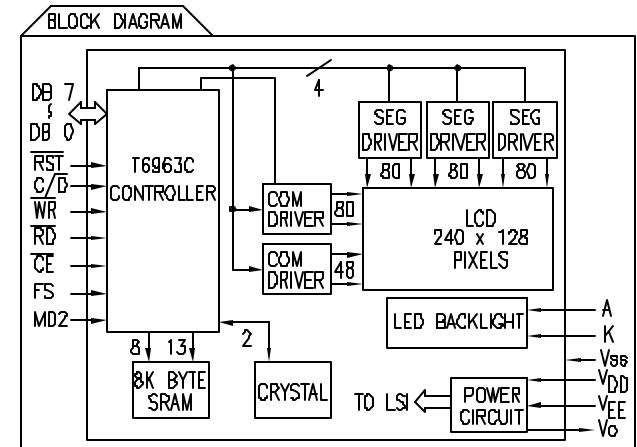 BLOCK DIAGRAM
DB 7
DB 0
RST
C/D
WR
RD
CE
FS
MD2
T6963C
CONTROLLER
4
SEG
DRIVER
SEG
DRIVER
SEG
DRIVER
80
80
80
COM
DRIVER
80
COM
DRIVER
48
LCD
240 x 128
PIXELS
LED BACKLIGHT
A
K
Vss
VDD
VEE
Vo
8
13
2
8K BYTE
SRAM
CRYSTAL
TO LSI
POWER
CIRCUIT